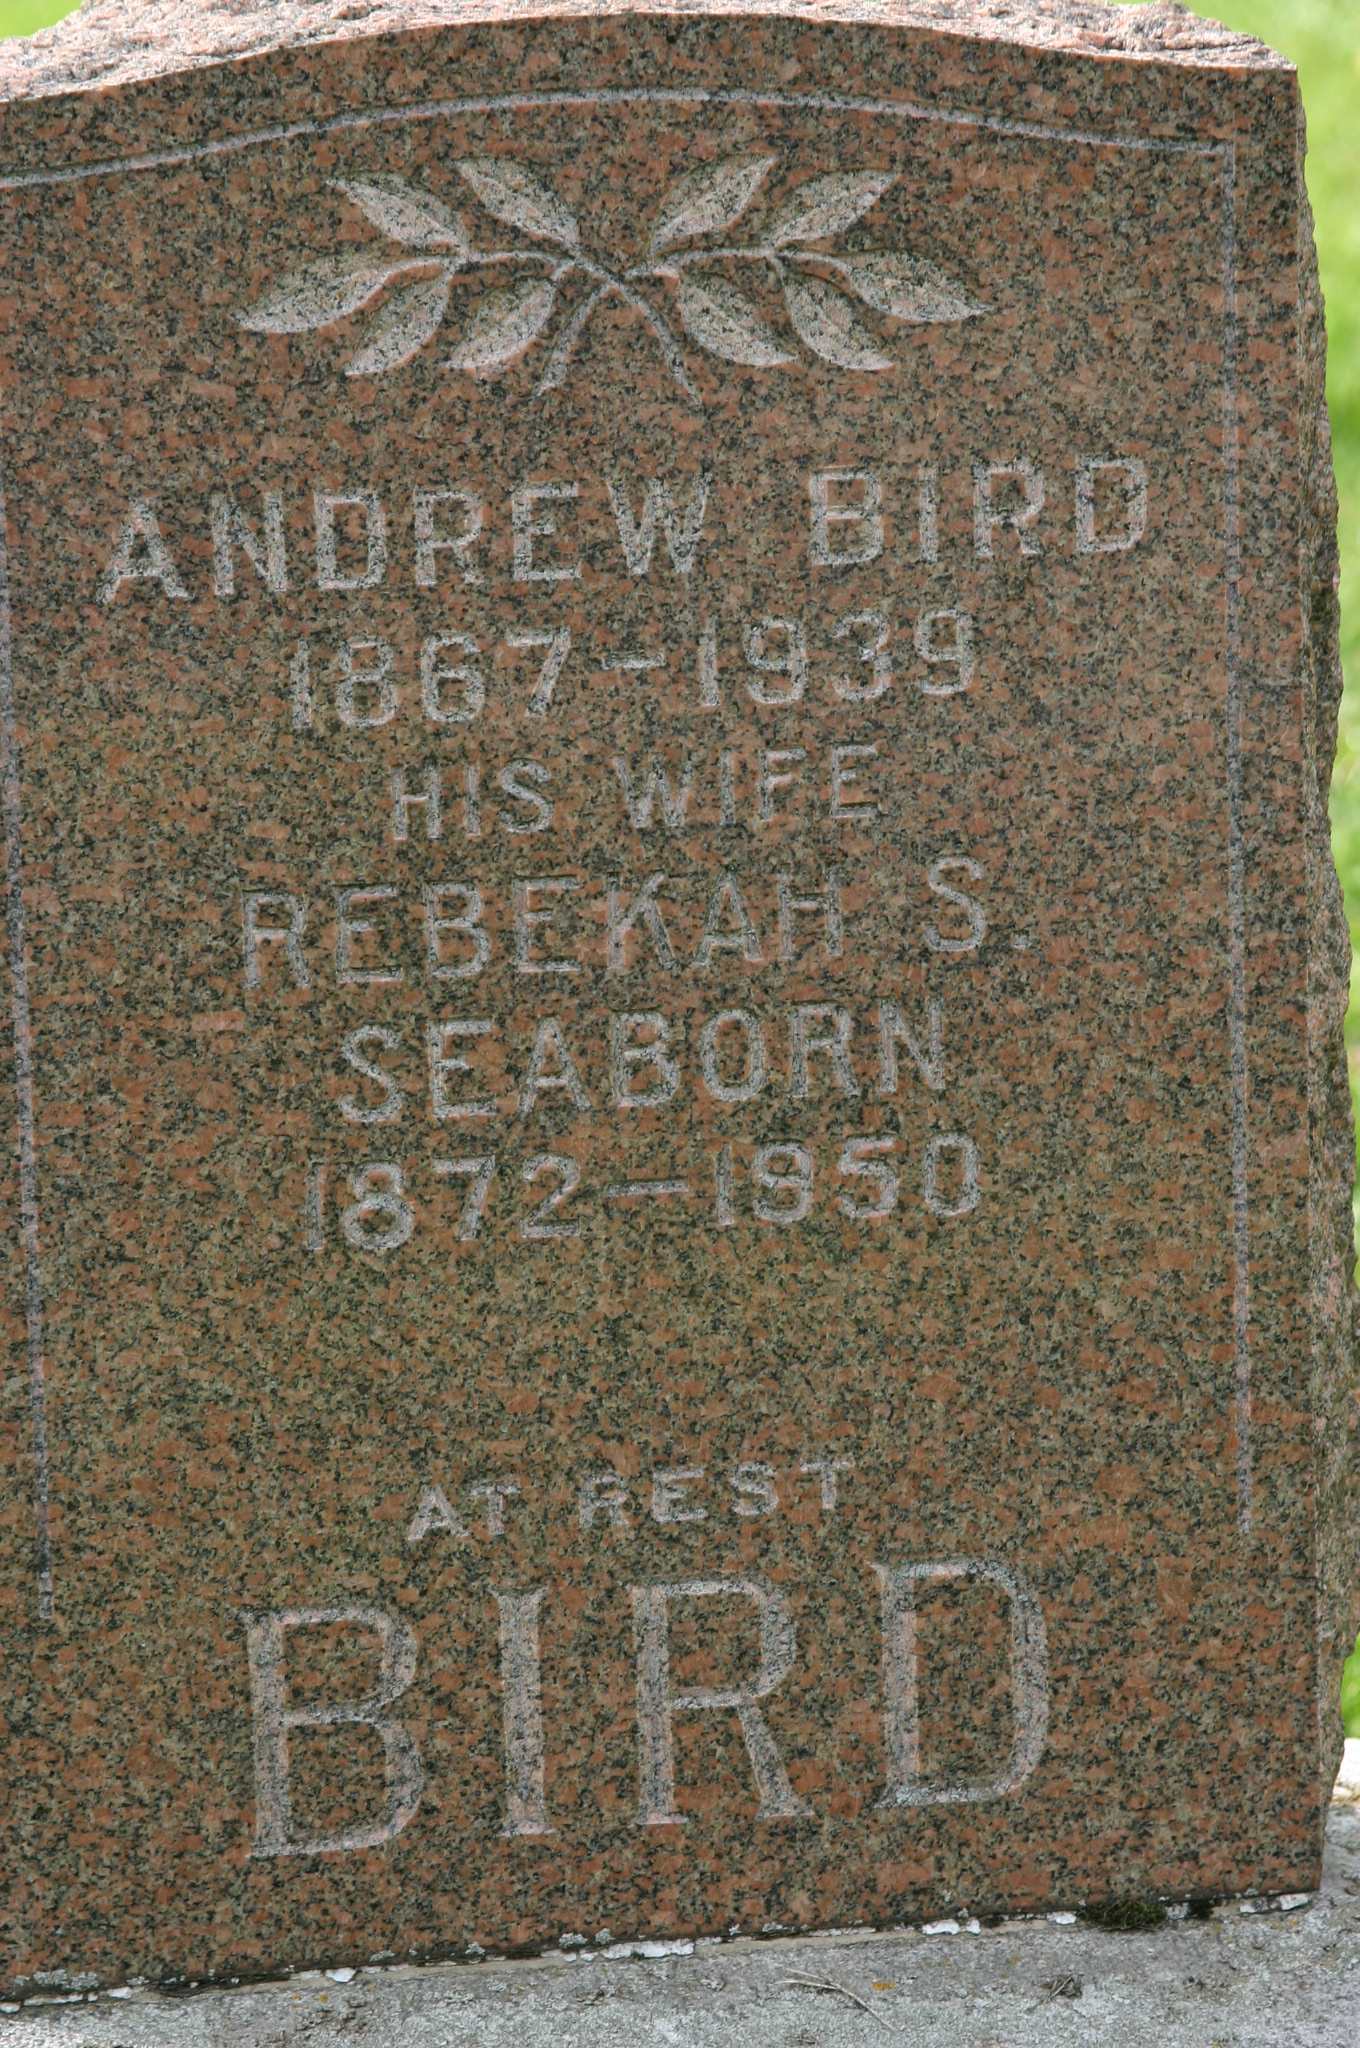 ANDREW BIRD
1867-1939
HIS WIFE
REBEKAH S.
SEABORN
1872-1950
AT REST
BIRD